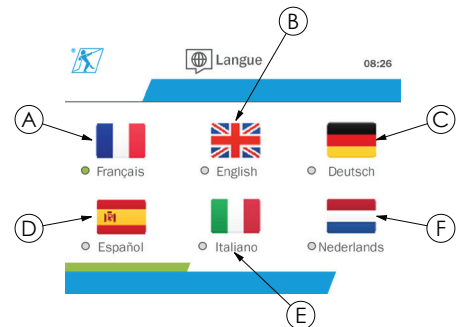 B
Langue
08:26
A
C
Français
English
Deutsch
D
F
Español
Italiano
Nederlands
E